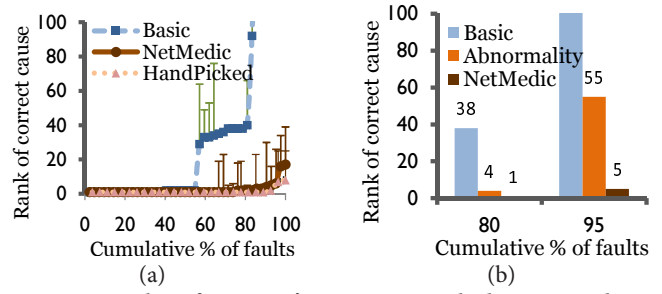 100
80
60
40
20
0
Rank of correct cause
Basic
NetMedic
HandPicked
0 20 40 60 80 100
Cumulative % of faults
(a)
100
80
60
40
20
0
Rank of correct cause
Basic
Abnormality
NetMedic
38
4
1
55
5
80 95
Cumulative % of faults
(b)